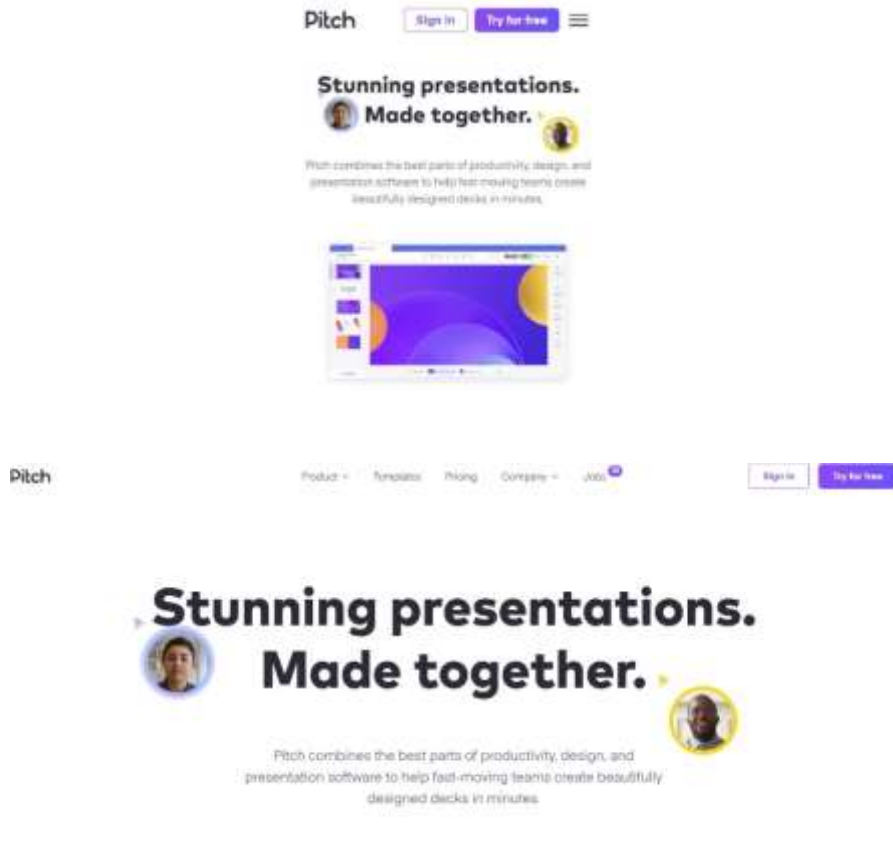 Pitch
Sign in
Try for free
Stunning presentations.
Made together.
Pitch combines the best parts of productivity, design, and
presentation software to help fast-moving teams create
beautifully designed decks in minutes.
Pitch
Product
Templates
Pricing
Company
Jobs
Sign in
Try for free
Stunning presentations.
Made together.
Pitch combines the best parts of productivity, design, and
presentation software to help fast-moving teams create beautifully
designed decks in minutes